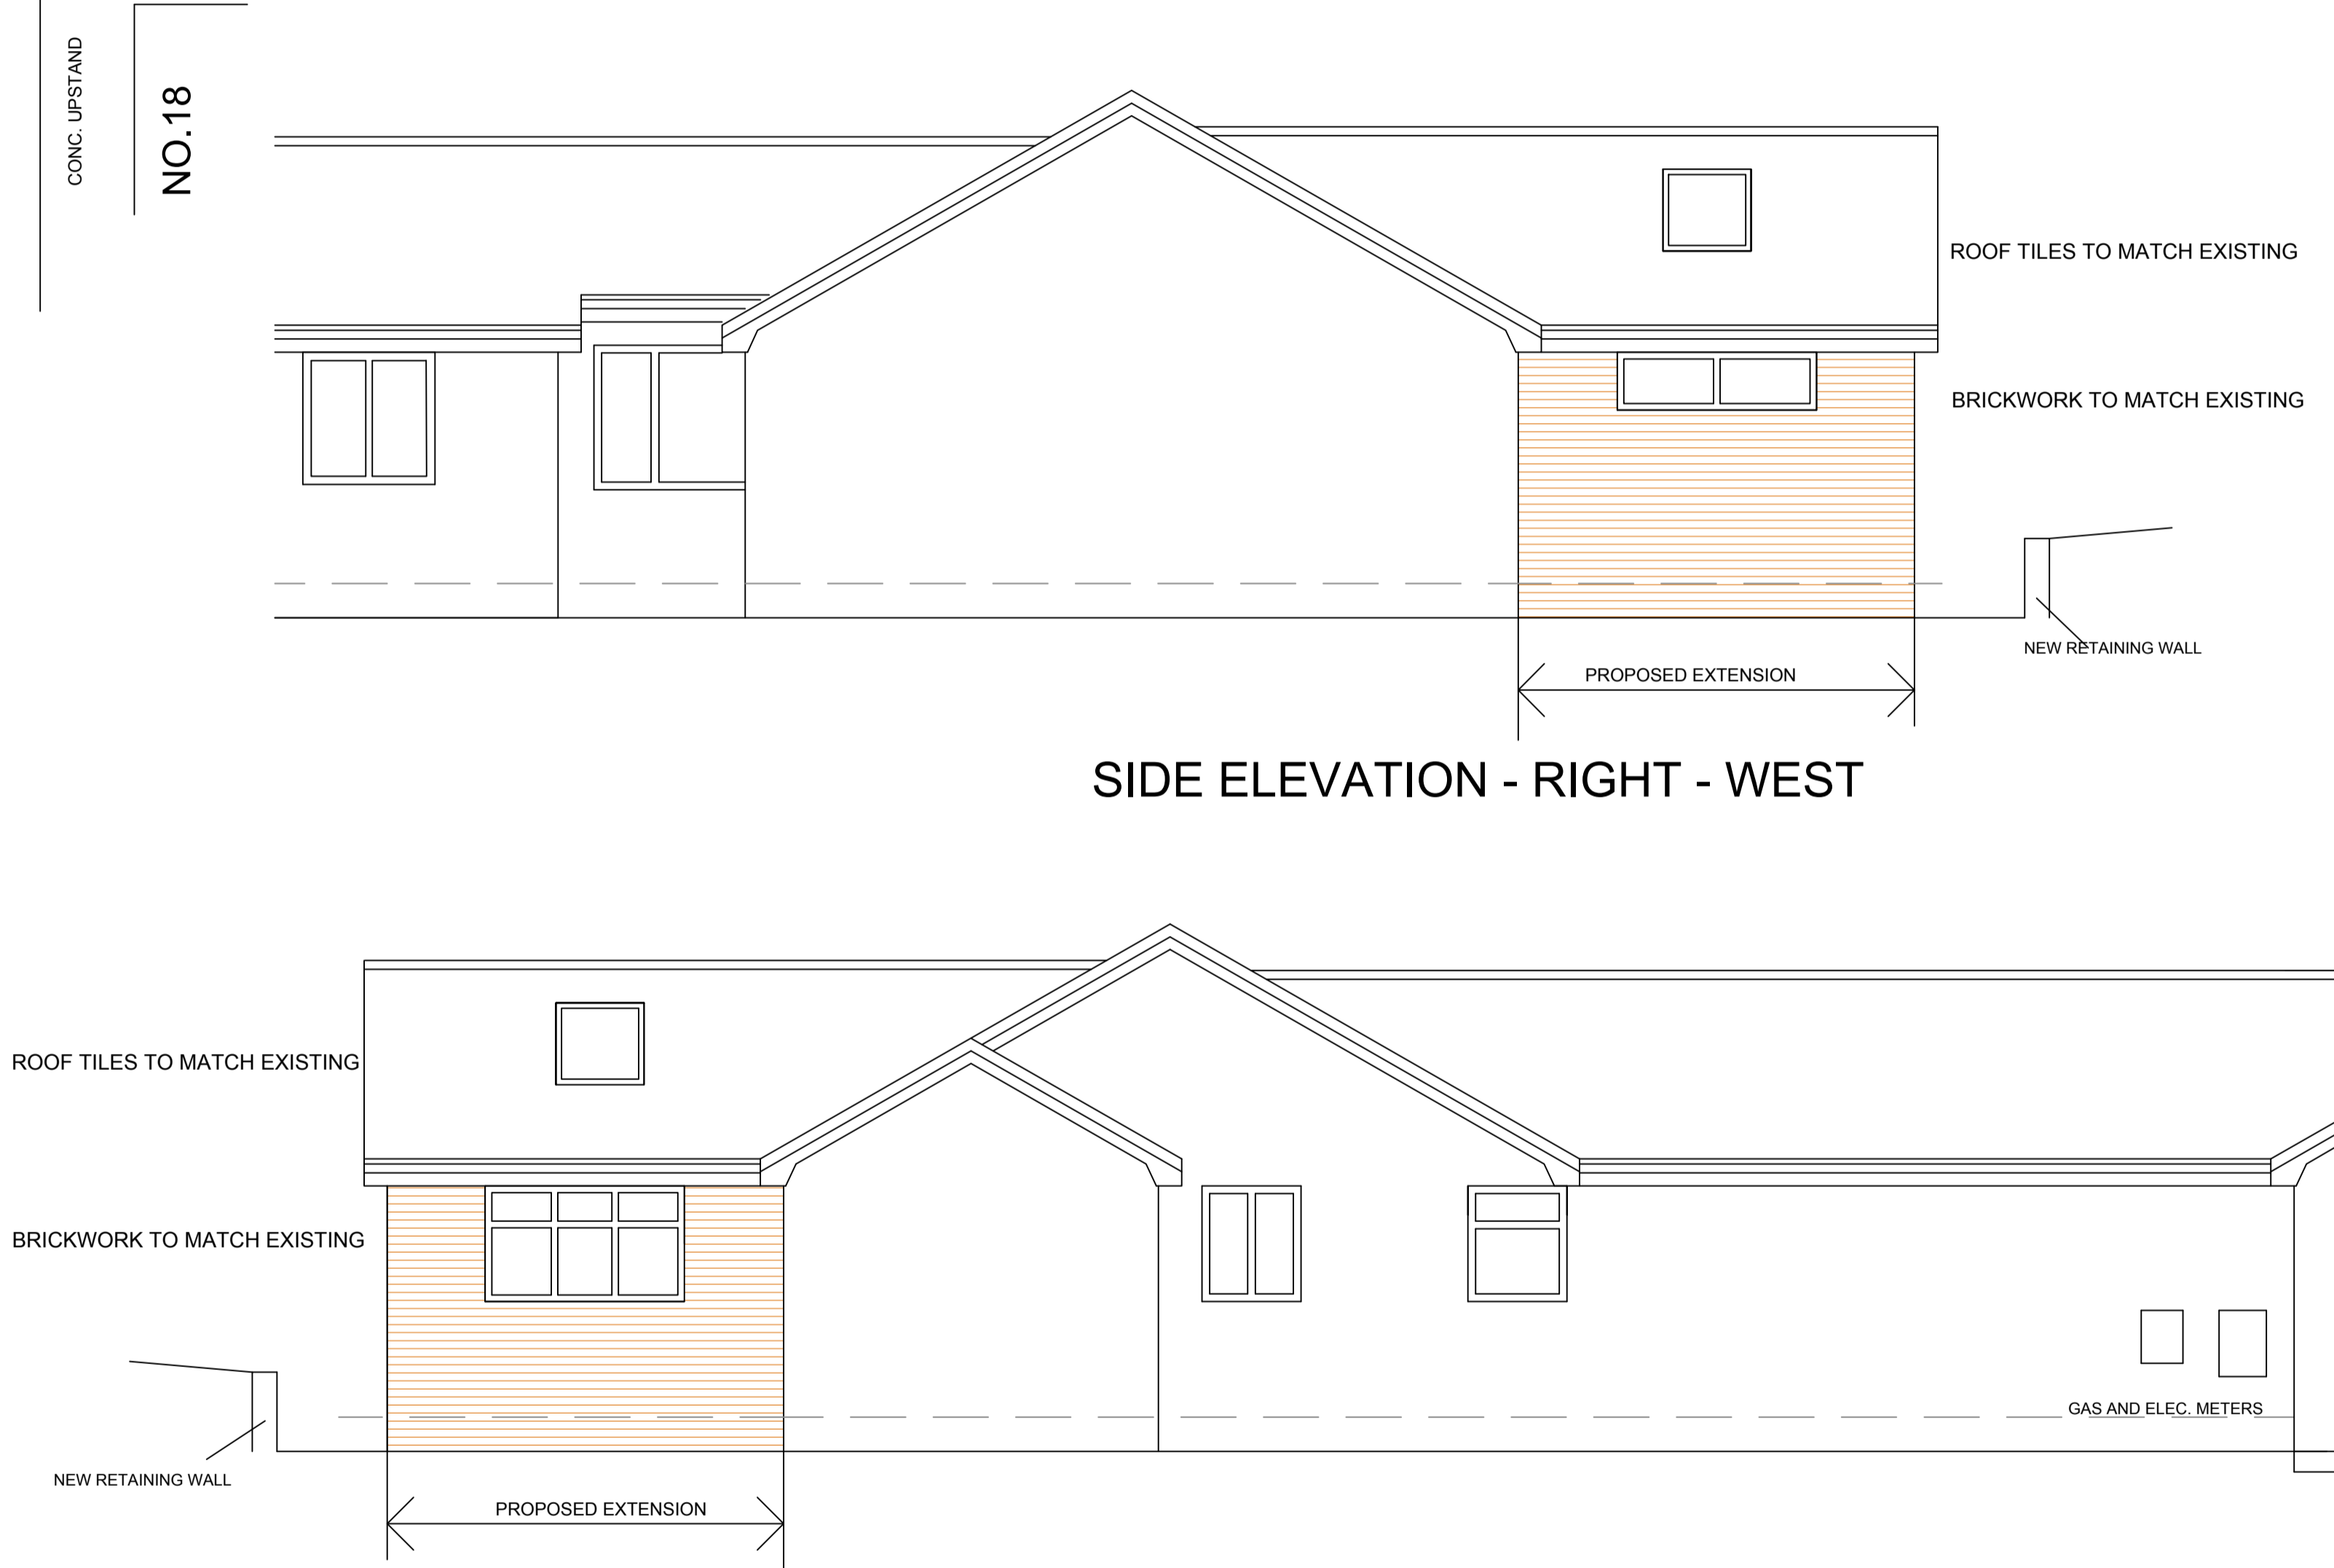 CONC. UPSTAND
NO.18
ROOF TILES TO MATCH EXISTING
BRICKWORK TO MATCH EXISTING
NEW RETAINING WALL
PROPOSED EXTENSION
SIDE ELEVATION - RIGHT - WEST
ROOF TILES TO MATCH EXISTING
BRICKWORK TO MATCH EXISTING
GAS AND ELEC. METERS
NEW RETAINING WALL
PROPOSED EXTENSION